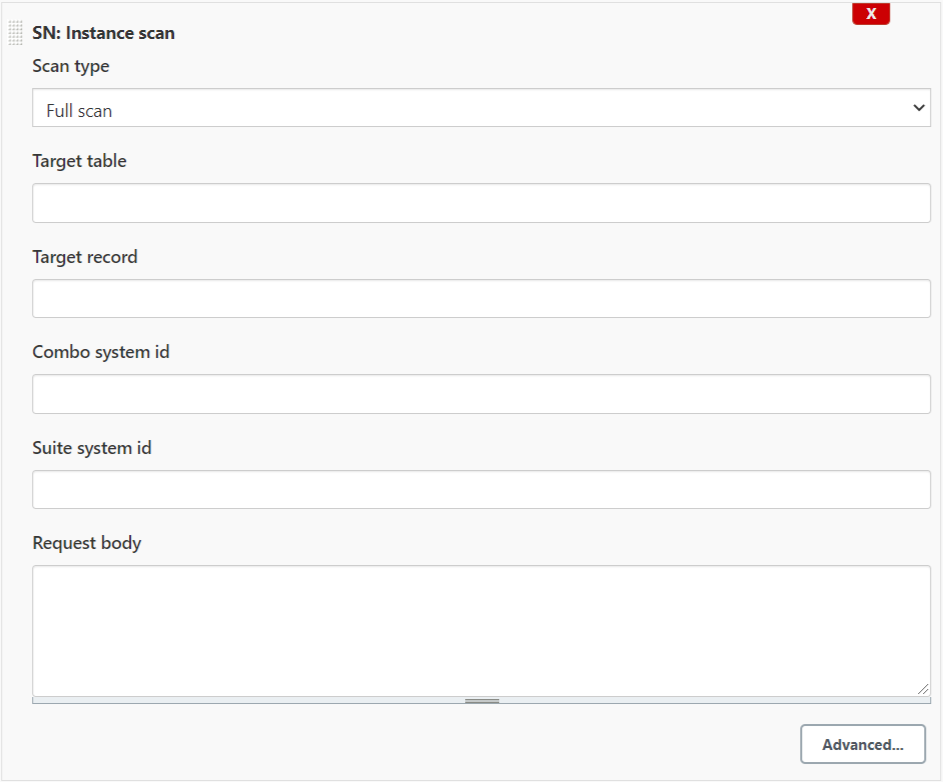 X
SN: Instance scan
Scan type
Full scan
Target table
Target record
Combo system id
Suite system id
Request body
Advanced...